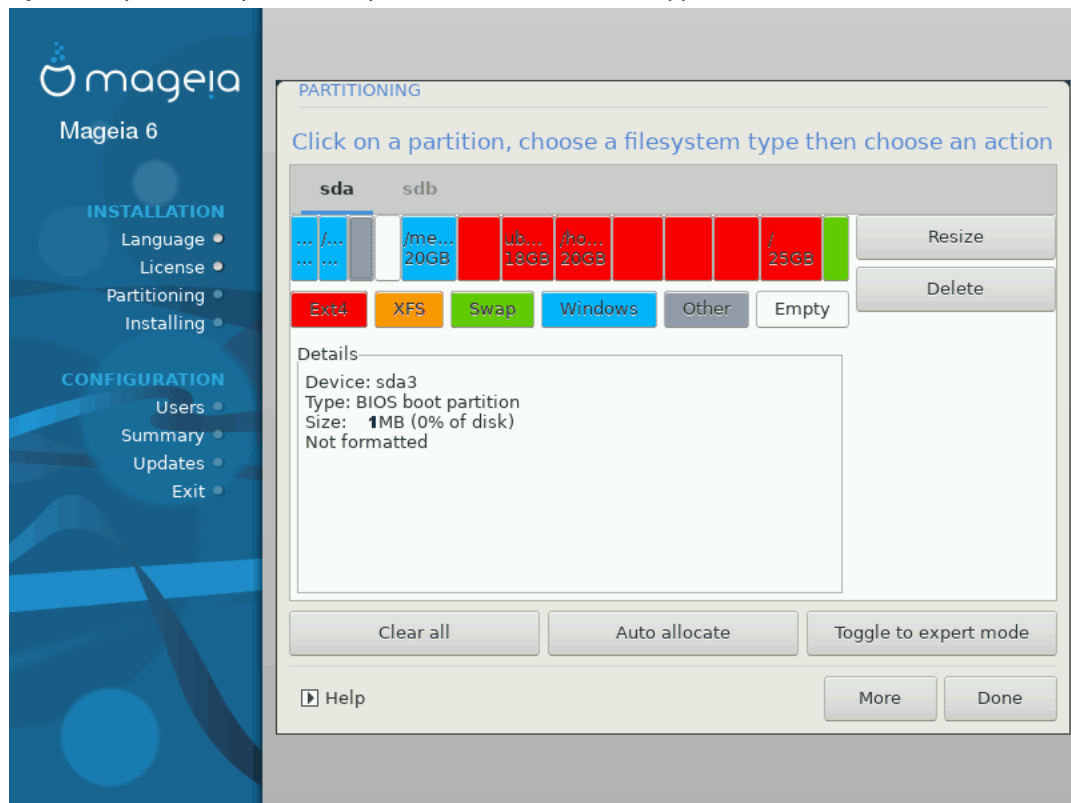 mageia
Mageia 6
INSTALLATION
Language
License
Partitioning
Installing
CONFIGURATION
Users
Summary
Updates
Exit
PARTITIONING
Click on a partition, choose a filesystem type then choose an action
sda sdb
... /... /me... ub... /ho... /
... ... 20GB 18GB 20GB 25GB
Resize
Delete
Ext4 XFS Swap Windows Other Empty
Details
Device: sda3
Type: BIOS boot partition
Size: 1MB (0% of disk)
Not formatted
Clear all Auto allocate Toggle to expert mode
Help More Done